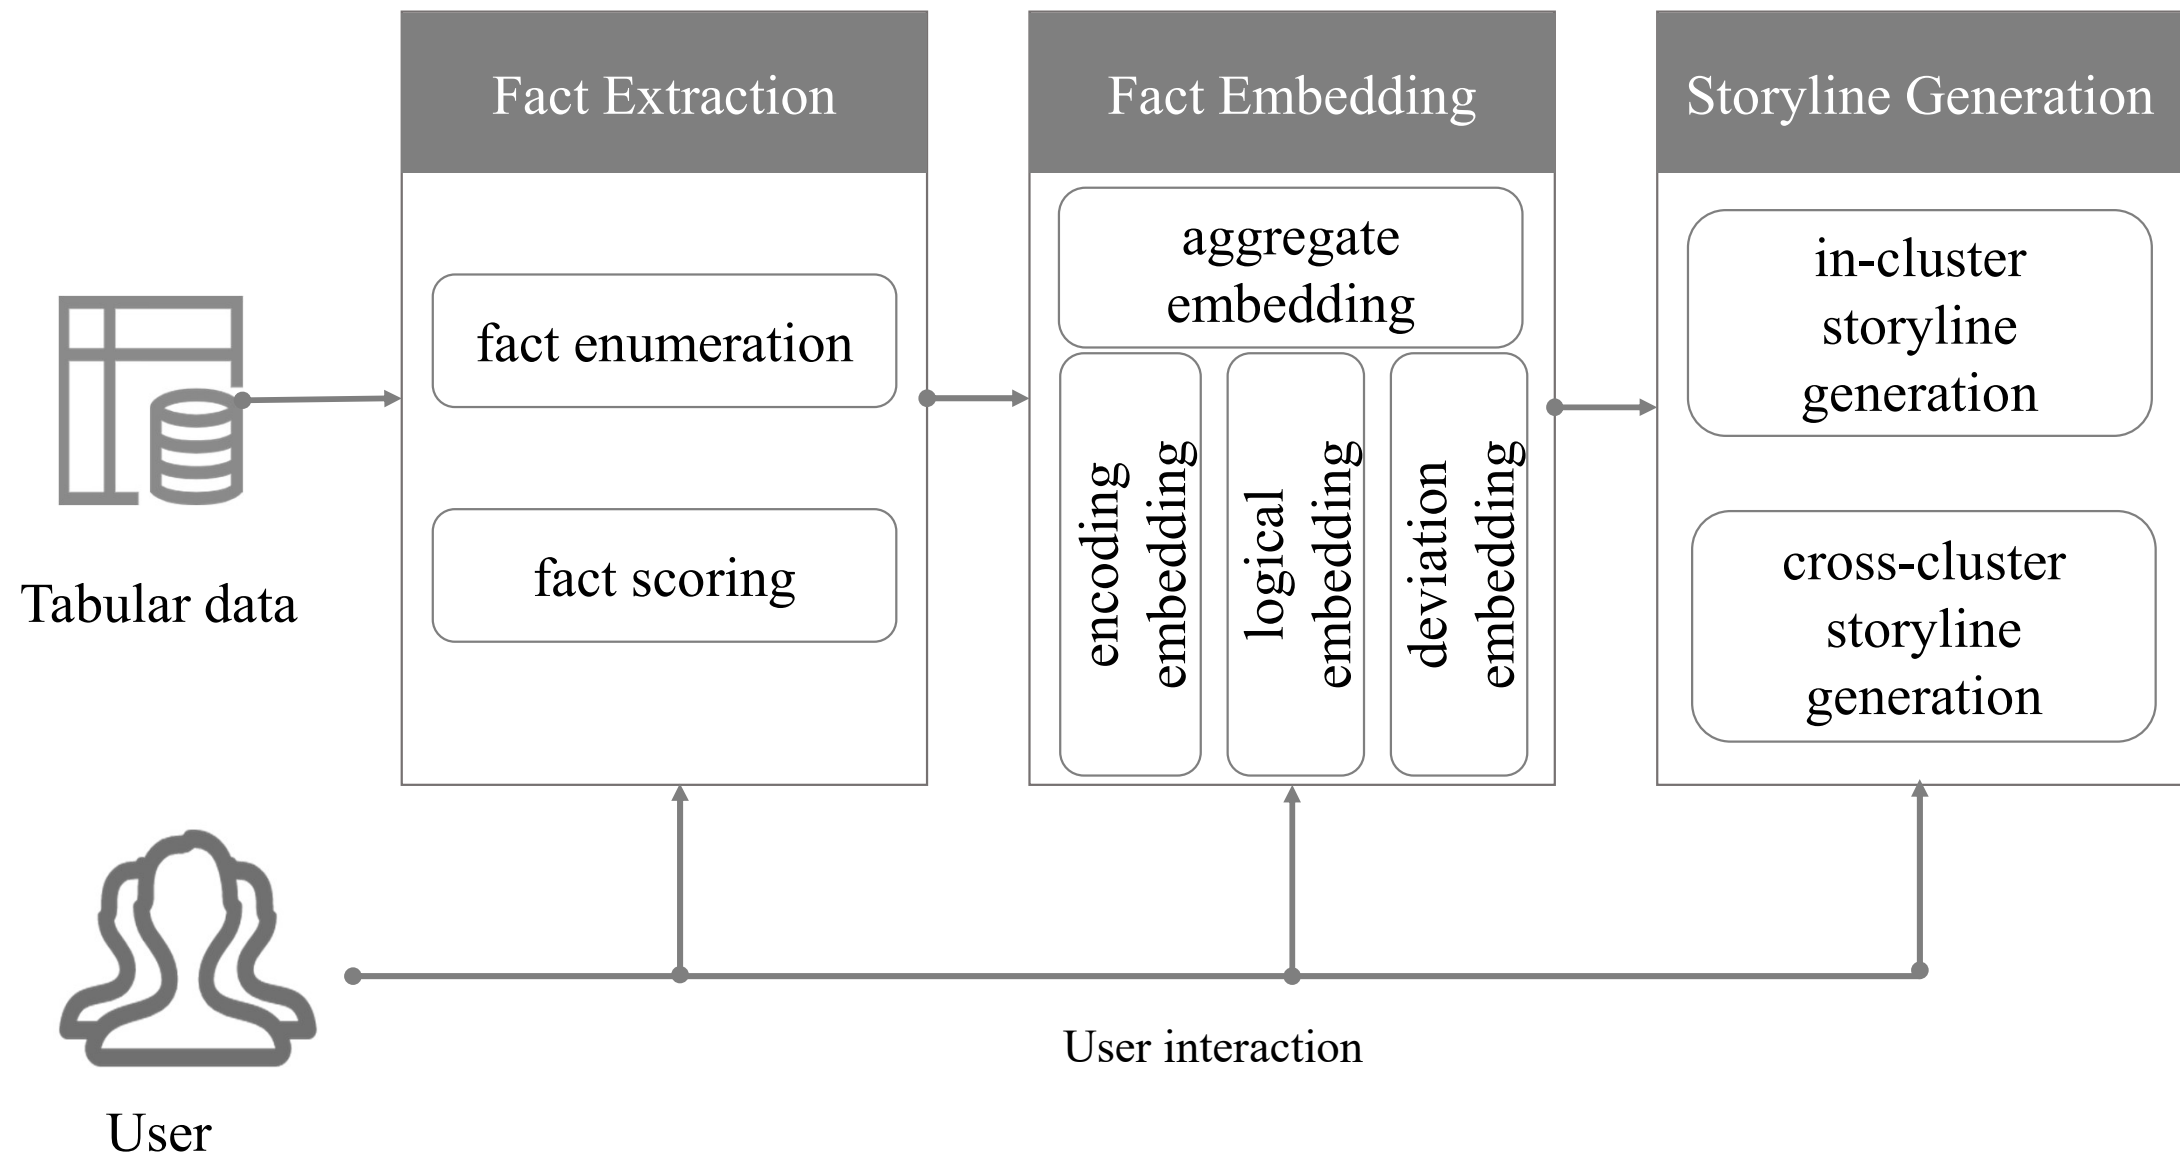 Fact Extraction
Fact Embedding
Storyline Generation
Tabular data
fact enumeration
fact scoring
aggregate
embedding
encoding
embedding
logical
embedding
deviation
embedding
in-cluster
storyline
generation
cross-cluster
storyline
generation
User interaction
User